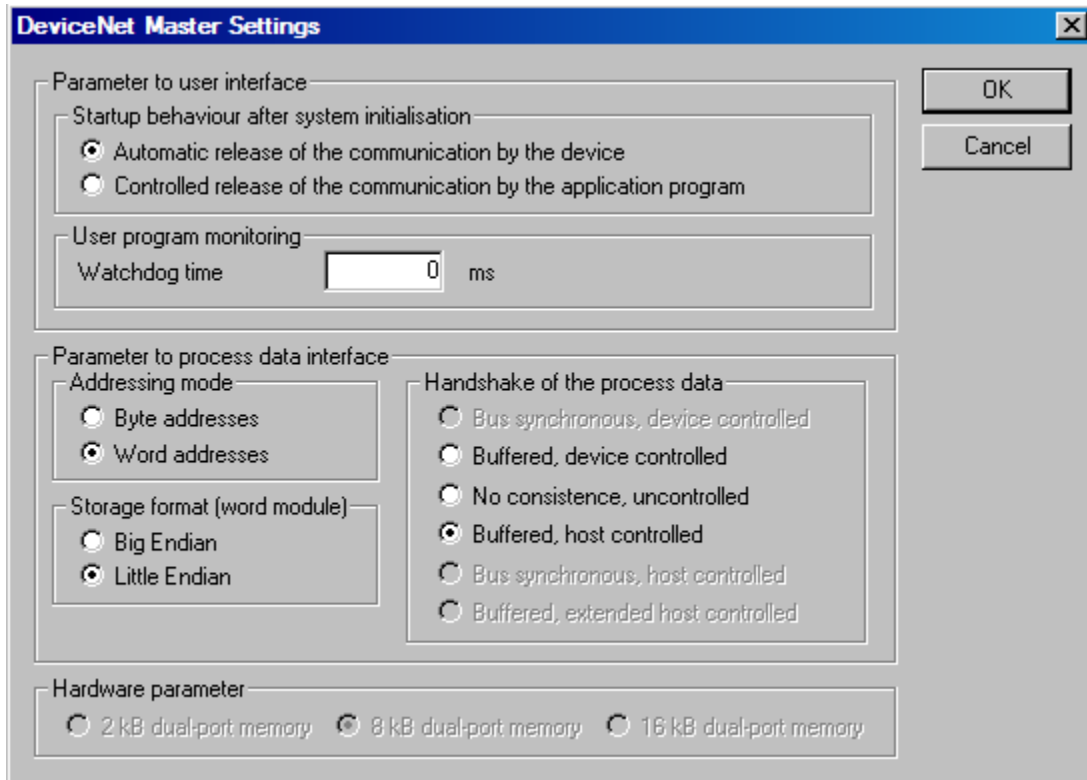 DeviceNet Master Settings
Parameter to user interface
OK
Startup behaviour after system initialisation
Cancel
Automatic release of the communication by the device
Controlled release of the communication by the application program
User program monitoring
Watchdog time 0 ms
Parameter to process data interface
Addressing mode
Byte addresses
Word addresses
Storage format (word module)
Big Endian
Little Endian
Handshake of the process data
Bus synchronous, device controlled
Buffered, device controlled
No consistence, uncontrolled
Buffered, host controlled
Bus synchronous, host controlled
Buffered, extended host controlled
Hardware parameter
2 kB dual-port memory 8 kB dual-port memory 16 kB dual-port memory